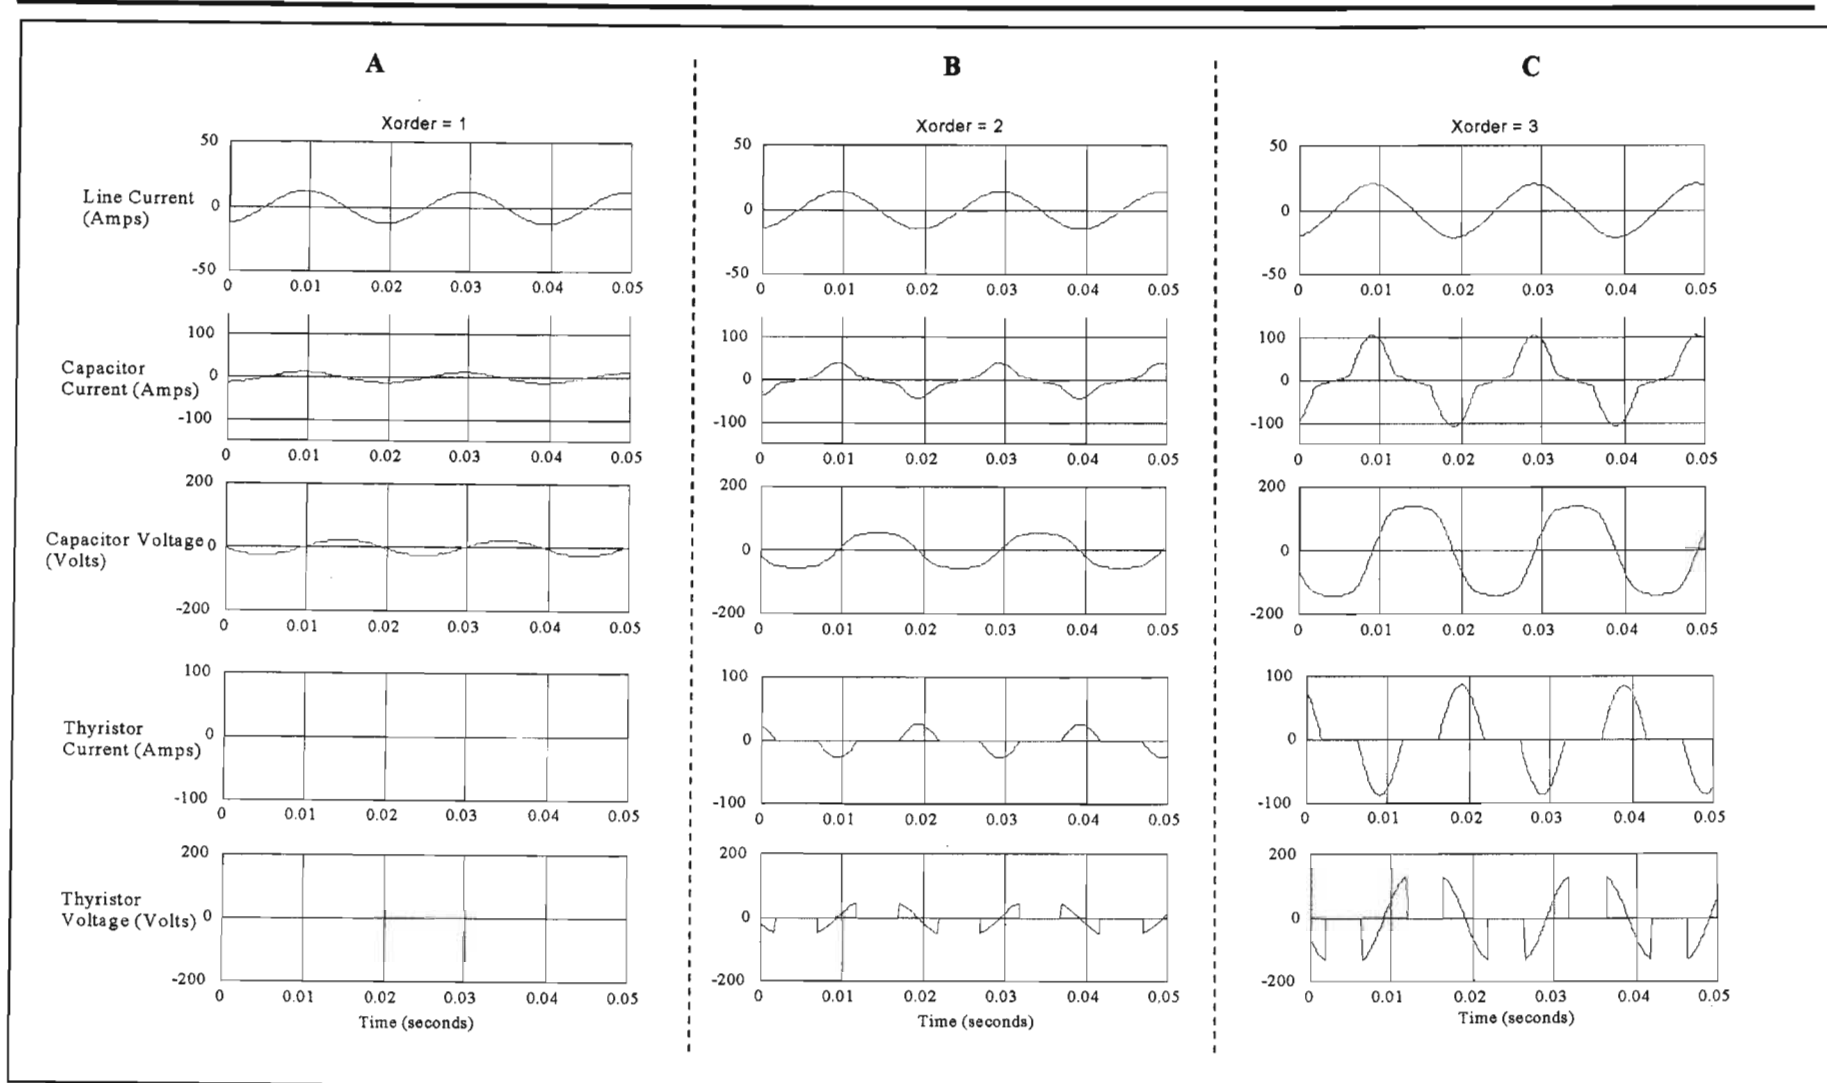 A B C
Xorder = 1 Xorder = 2 Xorder = 3
Line Current
(Amps)
50 0 -50
0 0.01 0.02 0.03 0.04 0.05
50 0 -50
0 0.01 0.02 0.03 0.04 0.05
50 0 -50
0 0.01 0.02 0.03 0.04 0.05
Capacitor
Current (Amps)
100 0 -100
0 0.01 0.02 0.03 0.04 0.05
100 0 -100
0 0.01 0.02 0.03 0.04 0.05
100 0 -100
0 0.01 0.02 0.03 0.04 0.05
Capacitor Voltage
(Volts)
200 0 -200
0 0.01 0.02 0.03 0.04 0.05
200 0 -200
0 0.01 0.02 0.03 0.04 0.05
200 0 -200
0 0.01 0.02 0.03 0.04 0.05
Thyristor
Current (Amps)
100 0 -100
0 0.01 0.02 0.03 0.04 0.05
100 0 -100
0 0.01 0.02 0.03 0.04 0.05
100 0 -100
0 0.01 0.02 0.03 0.04 0.05
Thyristor
Voltage (Volts)
200 0 -200
0 0.01 0.02 0.03 0.04 0.05
200 0 -200
0 0.01 0.02 0.03 0.04 0.05
200 0 -200
0 0.01 0.02 0.03 0.04 0.05
Time (seconds) Time (seconds) Time (seconds)